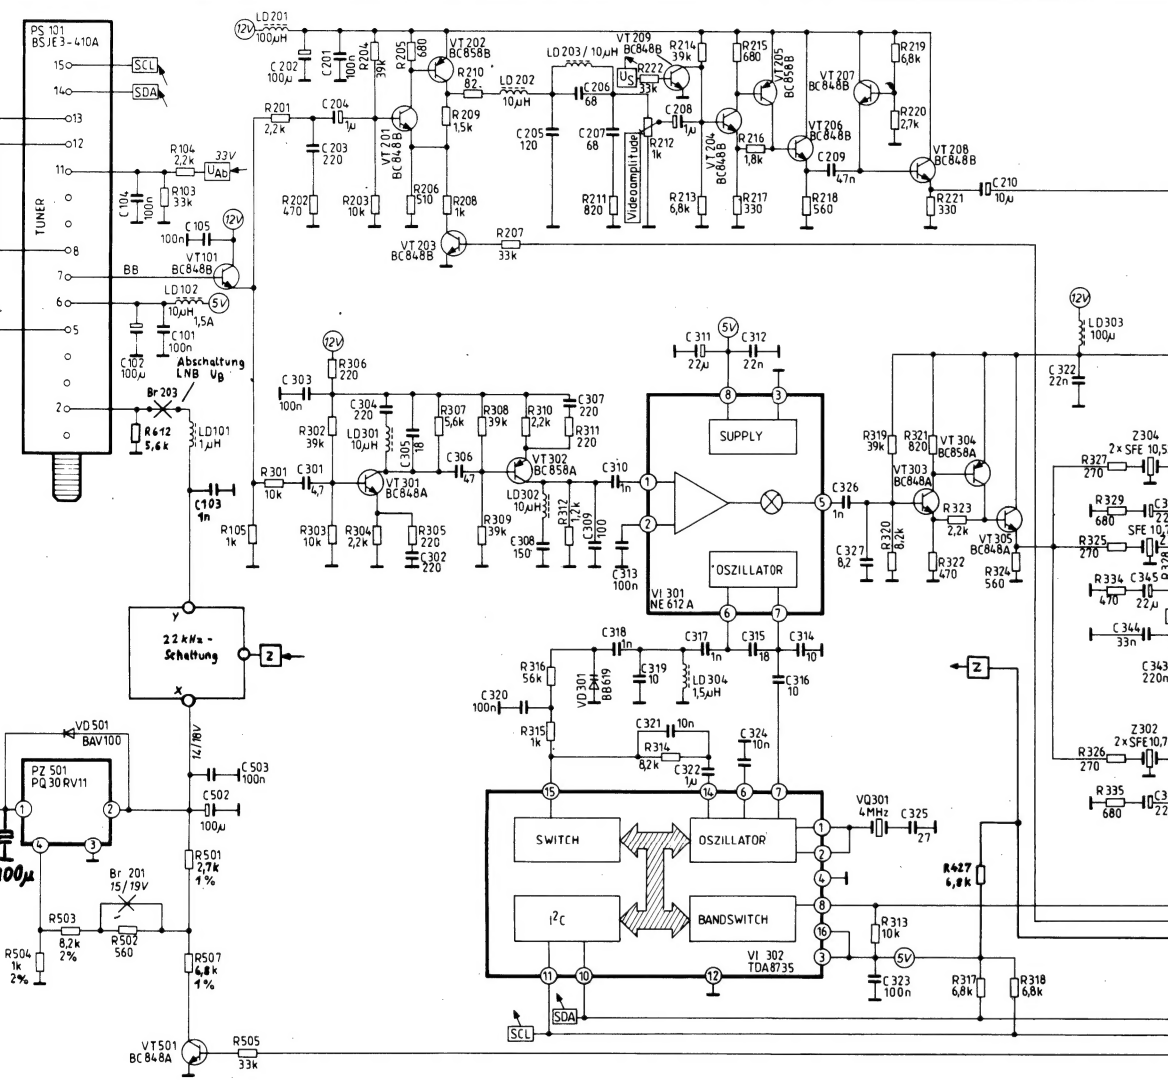 PS 101
BSJE3-410A
15
SCL
14
SDA
13
12
11
TUNER
8
7
6
5
2
R104
2,2k
33V
UAb
C104
100n
R103
33k
12V
C105
100n
VT101
BC848B
BB
LD102
10µH
1,5A
5V
C102
100µ
C101
100n
Abschaltung
LNB UB
Br 203
R612
5,6k
LD101
1µH
C103
1n
R105
1k
12V
LD201
100µH
C202
100µ
C201
100n
R204
39k
R205
680
VT202
BC858B
R201
2,2k
C204
1µ
C203
220
R202
470
R203
10k
VT201
BC848B
R206
510
R210
82
LD202
10µH
R209
1,5k
R208
1k
VT203
BC848B
R207
33k
LD203/10µH
C206
68
C205
120
C207
68
R211
820
VT209
BC848B
US
R222
33k
R214
39k
C208
1µ
R212
1k
Videoamplitude
R213
6,8k
VT204
BC848B
R215
680
VT205
BC858B
R216
1,8k
R217
330
VT206
BC848B
VT207
BC848B
C209
47n
R218
560
R219
6,8k
R220
2,7k
VT208
BC848B
R221
330
C210
10µ
12V
R306
220
C303
100n
R302
39k
C304
220
LD301
10µH
C305
18
R307
5,6k
R308
39k
R310
2,2k
C307
220
R311
220
R301
10k
C301
4,7
VT301
BC848A
C306
47
VT302
BC858A
R303
10k
R304
2,2k
R305
220
C302
220
R309
39k
LD302
10µH
C308
150
R312
1,2k
C309
100
C310
1n
C313
100n
5V
C311
22µ
C312
22n
8
3
SUPPLY
1
2
5
OSZILLATOR
VI 301
NE 612 A
6
7
C326
1n
C327
8,2
R319
39k
R320
8,2k
R321
820
VT303
BC848A
VT304
BC858A
R323
2,2k
R322
470
VT305
BC848A
R324
560
12V
LD303
100µ
C322
22n
Z304
2x SFE 10,5
R327
270
R329
680
C3
22
SFE 10,7
R325
270
R328
R334
470
C345
22µ
C344
33n
C343
220n
Z
Z302
2x SFE10,7
R326
270
R335
680
C3
22
C318
1n
C317
1n
C315
18
C314
10
R316
56k
VD301
BB619
C319
10
LD304
1,5µH
C316
10
C320
100n
R315
1k
C321
10n
R314
8,2k
C322
1µ
C324
10n
15
14
6
7
SWITCH
OSZILLATOR
I²C
BANDSWITCH
1
2
4
8
16
3
11
10
12
VI 302
TDA8735
VQ301
4MHz
C325
27
R313
10k
5V
C323
100n
R427
6,8k
R317
6,8k
R318
6,8k
SDA
SCL
Y
22kHz-
Schaltung
X
Z
14/18V
VD501
BAV100
PZ 501
PQ30RV11
1
2
4
3
C503
100n
C502
100µ
100µ
R501
2,7k
1%
Br 201
15/19V
R503
8,2k
2%
R502
560
R504
1k
2%
R507
6,8k
1%
VT501
BC848A
R505
33k